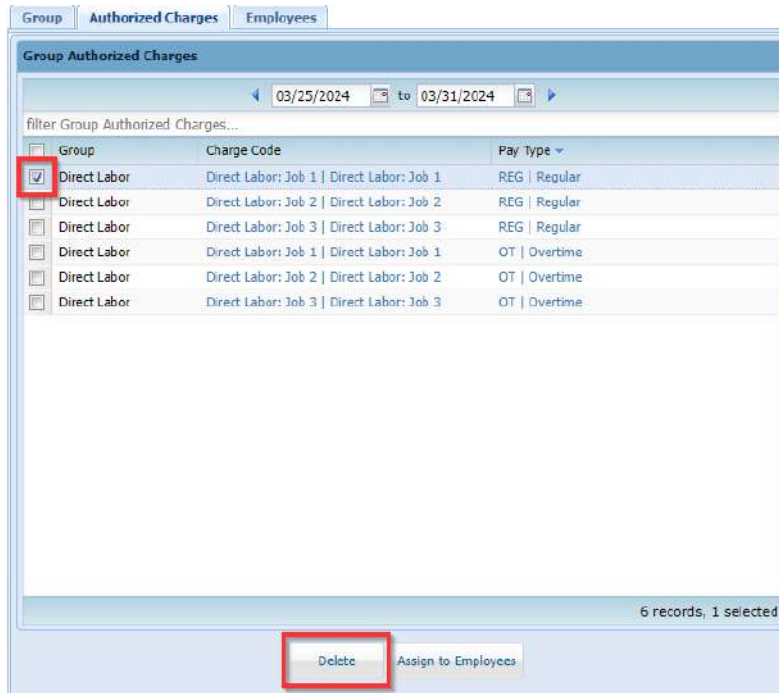 Group Authorized Charges Employees
Group Authorized Charges
03/25/2024 to 03/31/2024
filter Group Authorized Charges...
Group Charge Code Pay Type
Direct Labor Direct Labor: Job 1 | Direct Labor: Job 1 REG | Regular
Direct Labor Direct Labor: Job 2 | Direct Labor: Job 2 REG | Regular
Direct Labor Direct Labor: Job 3 | Direct Labor: Job 3 REG | Regular
Direct Labor Direct Labor: Job 1 | Direct Labor: Job 1 OT | Overtime
Direct Labor Direct Labor: Job 2 | Direct Labor: Job 2 OT | Overtime
Direct Labor Direct Labor: Job 3 | Direct Labor: Job 3 OT | Overtime
6 records, 1 selected
Delete Assign to Employees